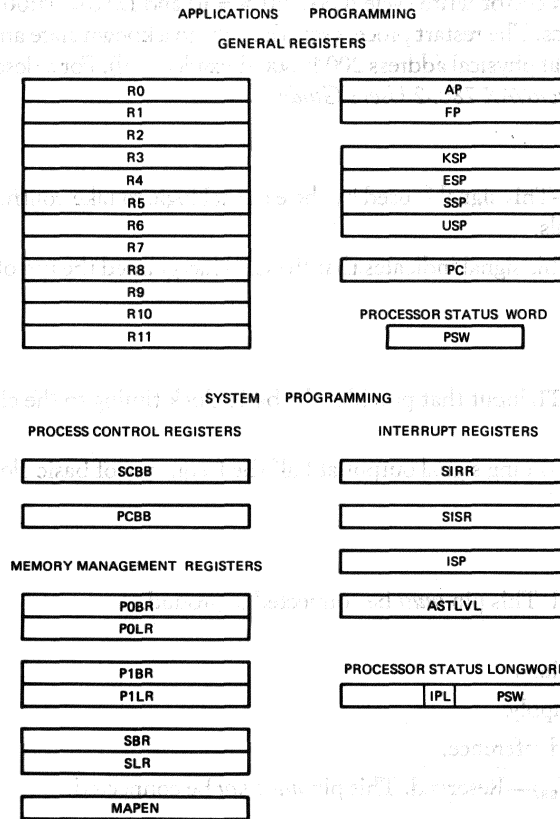 APPLICATIONS PROGRAMMING
GENERAL REGISTERS
R0
R1
R2
R3
R4
R5
R6
R7
R8
R9
R10
R11
AP
FP
KSP
ESP
SSP
USP
PC
PROCESSOR STATUS WORD
PSW
SYSTEM PROGRAMMING
PROCESS CONTROL REGISTERS
SCBB
PCBB
MEMORY MANAGEMENT REGISTERS
P0BR
P0LR
P1BR
P1LR
SBR
SLR
MAPEN
INTERRUPT REGISTERS
SIRR
SISR
ISP
ASTLVL
PROCESSOR STATUS LONGWORD
IPL PSW